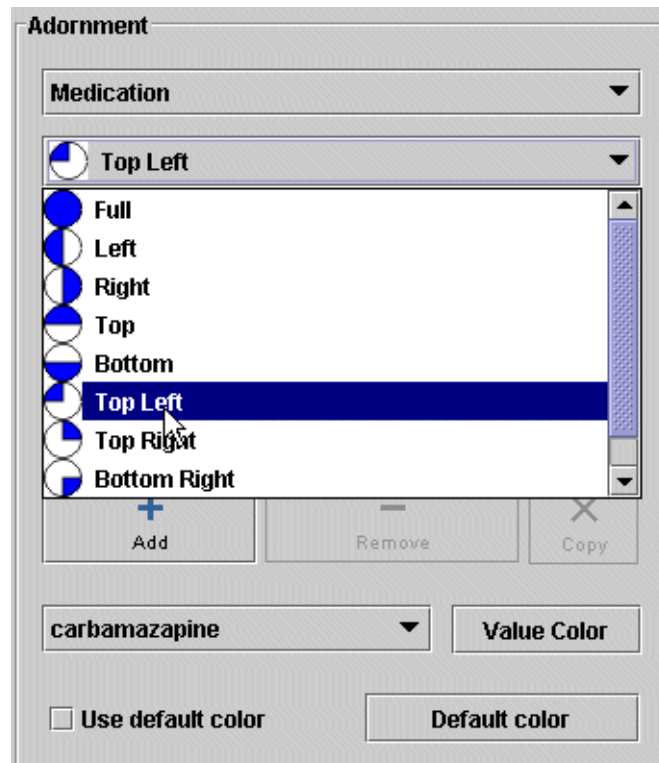 Adornment
Medication
Top Left
Full
Left
Right
Top
Bottom
Top Left
Top Right
Bottom Right
Add Remove Copy
carbamazapine Value Color
Use default color Default color